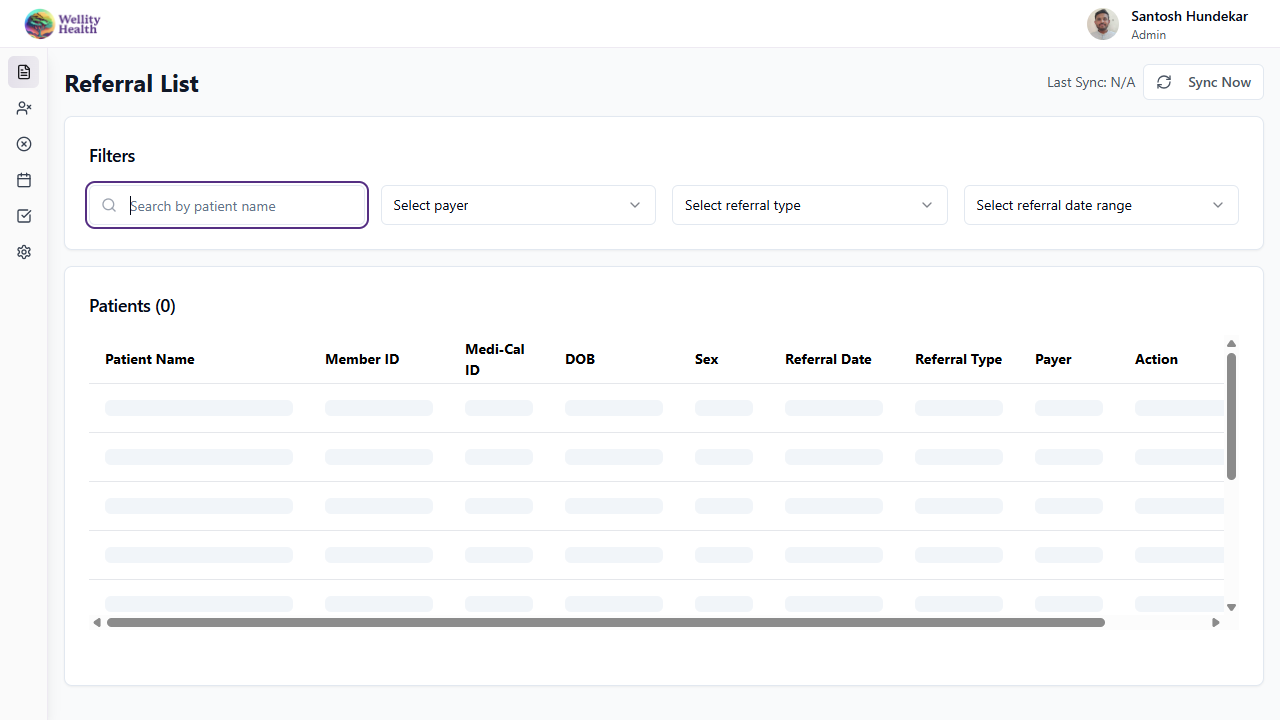 Wellity
Health
Santosh Hundekar
Admin
Referral List
Last Sync: N/A
Sync Now
Filters
Search by patient name
Select payer
Select referral type
Select referral date range
Patients (0)
Patient Name
Member ID
Medi-Cal
ID
DOB
Sex
Referral Date
Referral Type
Payer
Action